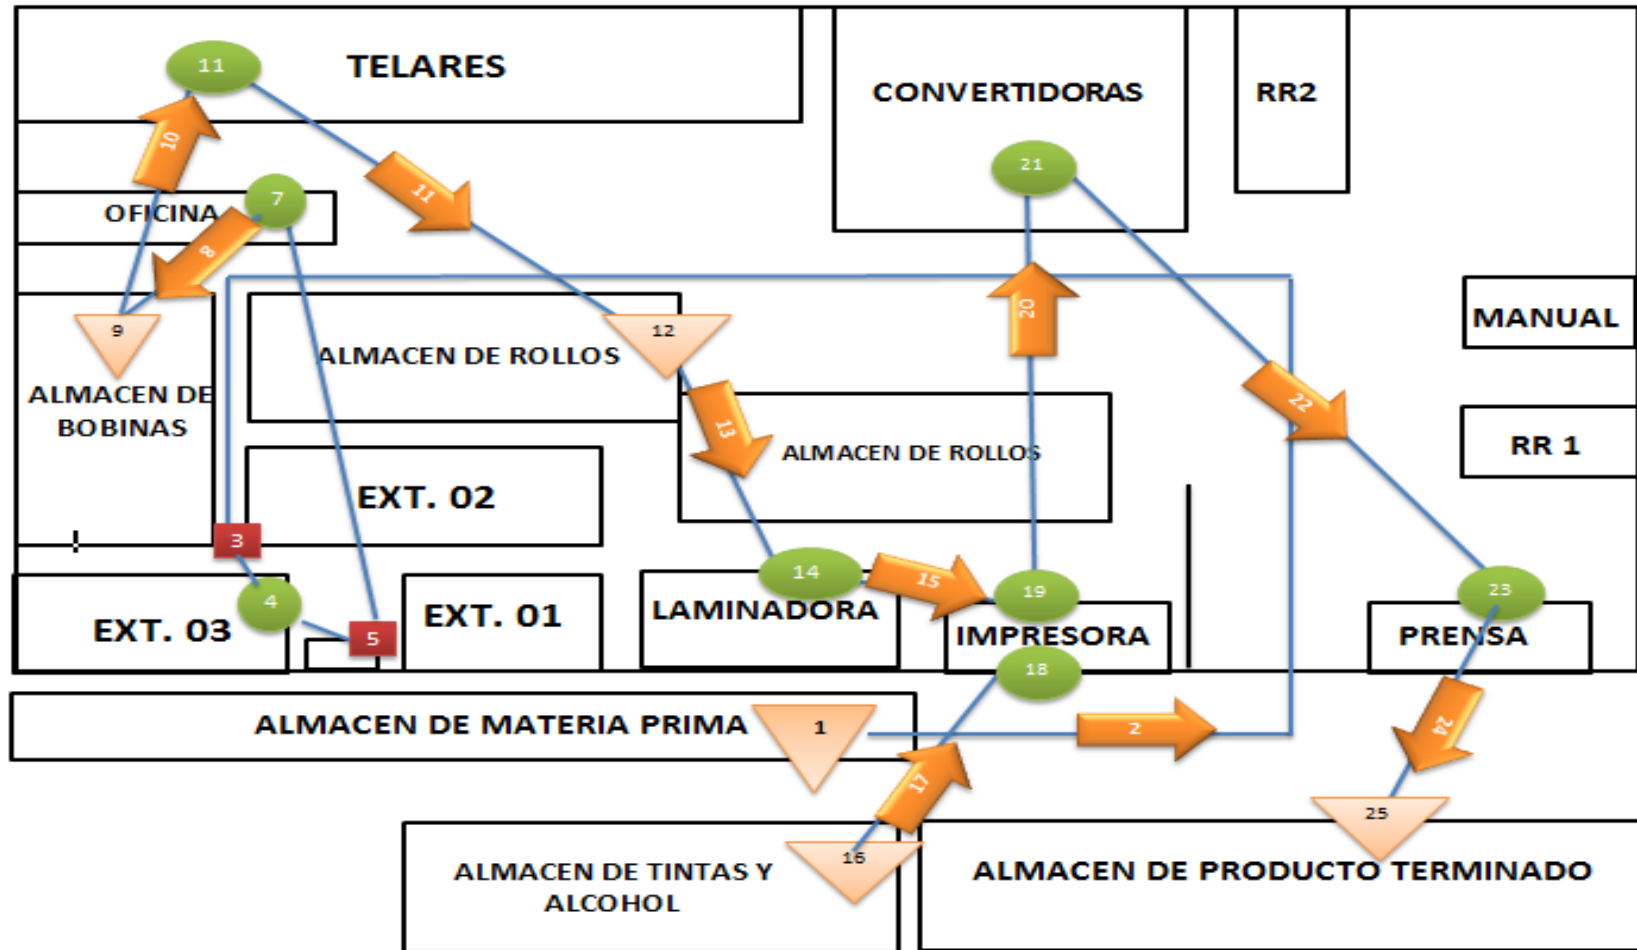 11
TELARES
CONVERTIDORAS
RR2
10
21
11
7
OFICINA
8
20
MANUAL
9
12
ALMACEN DE ROLLOS
ALMACEN DE
BOBINAS
22
13
ALMACEN DE ROLLOS
RR 1
EXT. 02
3
14
15
19
23
4
EXT. 03
5
EXT. 01
LAMINADORA
IMPRESORA
PRENSA
18
ALMACEN DE MATERIA PRIMA
1
2
24
17
25
16
ALMACEN DE TINTAS Y
ALCOHOL
ALMACEN DE PRODUCTO TERMINADO